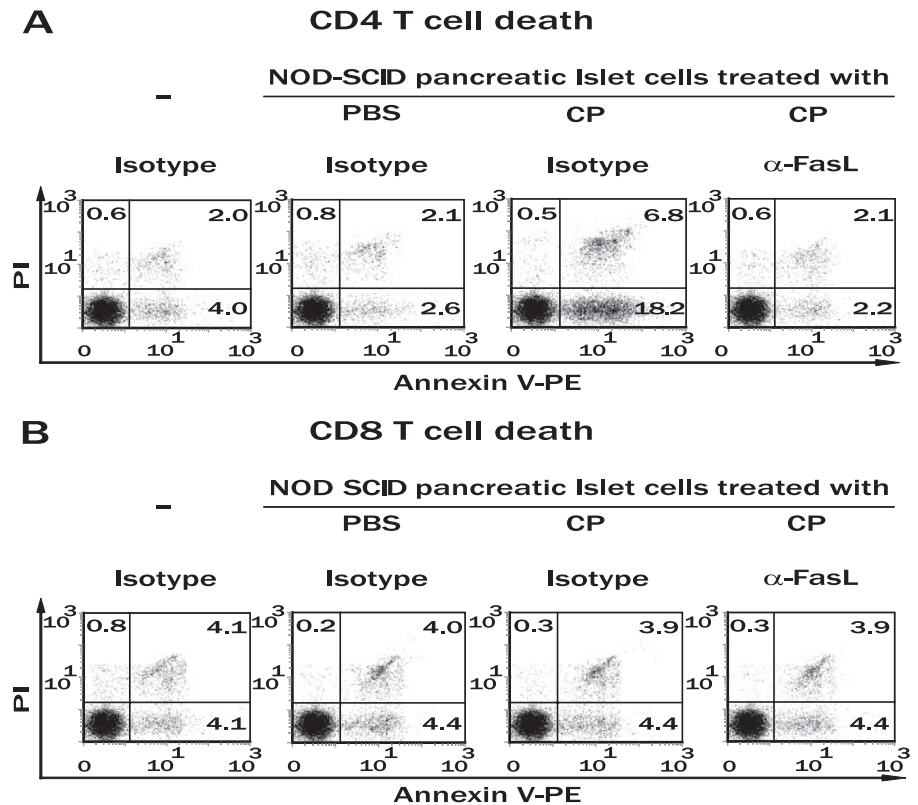 A CD4 T cell death
NOD-SCID pancreatic Islet cells treated with
– PBS CP CP
Isotype Isotype Isotype α-FasL
10³ 0.6 2.0 10³ 0.8 2.1 10³ 0.5 6.8 10³ 0.6 2.1
PI 10¹ 10¹ 10¹ 10¹
4.0 2.6 18.2 2.2
0 10¹ 10³ 0 10¹ 10³ 0 10¹ 10³ 0 10¹ 10³
Annexin V-PE
B CD8 T cell death
NOD SCID pancreatic Islet cells treated with
– PBS CP CP
Isotype Isotype Isotype α-FasL
10³ 0.8 4.1 10³ 0.2 4.0 10³ 0.3 3.9 10³ 0.3 3.9
PI 10¹ 10¹ 10¹ 10¹
4.1 4.4 4.4 4.4
0 10¹ 10³ 0 10¹ 10³ 0 10¹ 10³ 0 10¹ 10³
Annexin V-PE